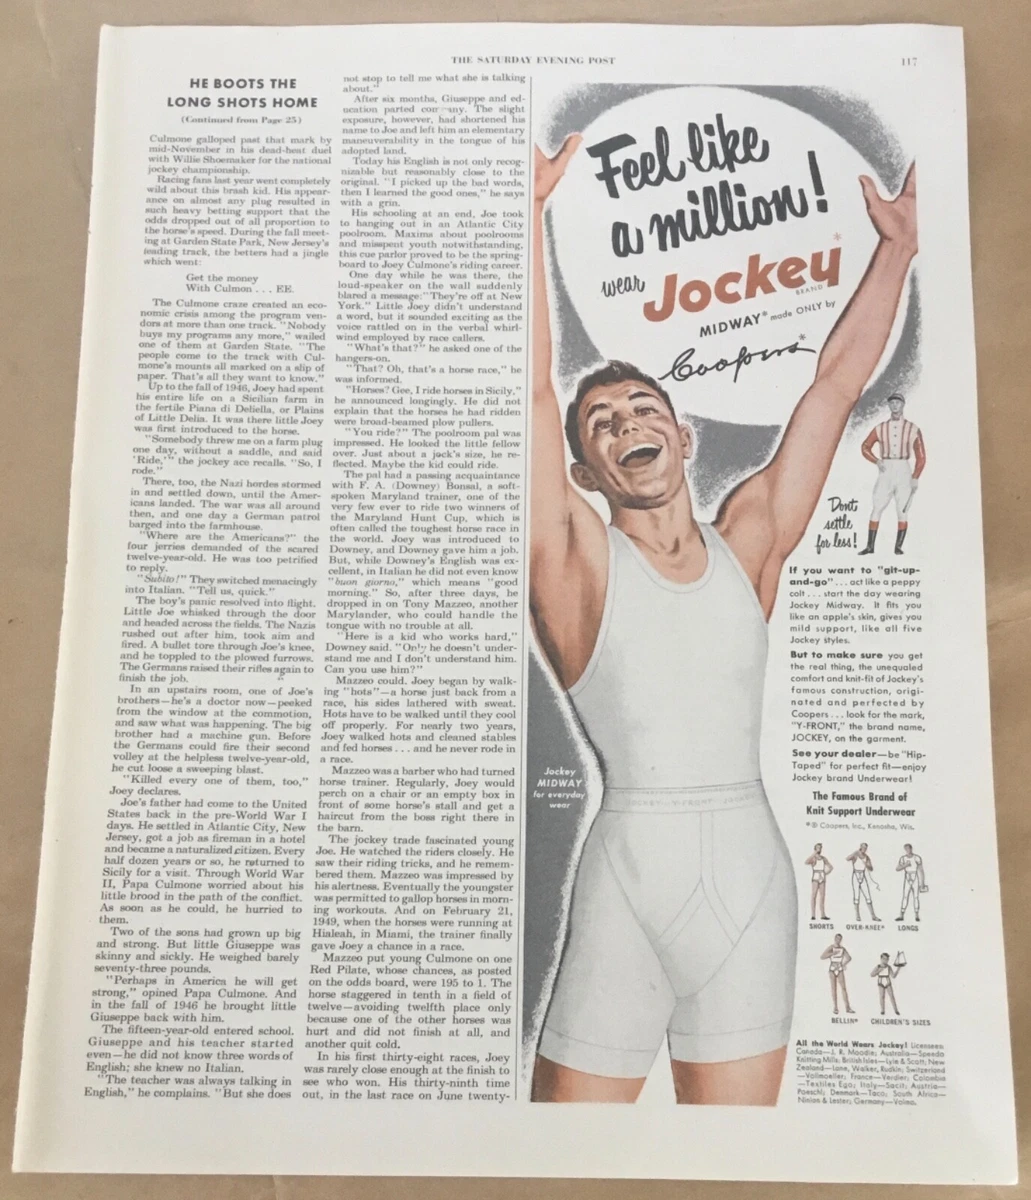 THE SATURDAY EVENING POST
117
HE BOOTS THE
LONG SHOTS HOME
(Continued from Page 25)
Culmone galloped past that mark by
mid-November in his dead-heat duel
with Willie Shoemaker for the national
jockey championship.
Racing fans last year went completely
wild about this brash kid. His appear-
ance on almost any plug resulted in
such heavy betting support that the
odds dropped out of all proportion to
the horse's speed. During the fall meet-
ing at Garden State Park, New Jersey's
leading track, the betters had a jingle
which went:
Get the money
With Culmon . . . EE.
The Culmone craze created an eco-
nomic crisis among the program ven-
dors at more than one track. "Nobody
buys my programs any more," wailed
one of them at Garden State. "The
people come to the track with Cul-
mone's mounts all marked on a slip of
paper. That's all they want to know."
Up to the fall of 1946, Joey had spent
his entire life on a Sicilian farm in
the fertile Piana di Deliella, or Plains
of Little Delia. It was there little Joey
was first introduced to the horse.
"Somebody threw me on a farm plug
one day, without a saddle, and said
'Ride,'" the jockey ace recalls. "So, I
rode."
There, too, the Nazi hordes stormed
in and settled down, until the Amer-
icans landed. The war was all around
then, and one day a German patrol
barged into the farmhouse.
"Where are the Americans?" the
four jerries demanded of the scared
twelve-year-old. He was too petrified
to reply.
"Subito!" They switched menacingly
into Italian. "Tell us, quick."
The boy's panic resolved into flight.
Little Joe whisked through the door
and headed across the fields. The Nazis
rushed out after him, took aim and
fired. A bullet tore through Joe's knee,
and he toppled to the plowed furrows.
The Germans raised their rifles again to
finish the job.
In an upstairs room, one of Joe's
brothers—he's a doctor now—peeked
from the window at the commotion,
and saw what was happening. The big
brother had a machine gun. Before
the Germans could fire their second
volley at the helpless twelve-year-old,
he cut loose a sweeping blast.
"Killed every one of them, too,"
Joey declares.
Joe's father had come to the United
States back in the pre-World War I
days. He settled in Atlantic City, New
Jersey, got a job as fireman in a hotel
and became a naturalized citizen. Every
half dozen years or so, he returned to
Sicily for a visit. Through World War
II, Papa Culmone worried about his
little brood in the path of the conflict.
As soon as he could, he hurried to
them.
Two of the sons had grown up big
and strong. But little Giuseppe was
skinny and sickly. He weighed barely
seventy-three pounds.
"Perhaps in America he will get
strong," opined Papa Culmone. And
in the fall of 1946 he brought little
Giuseppe back with him.
The fifteen-year-old entered school.
Giuseppe and his teacher started
even—he did not know three words of
English; she knew no Italian.
"The teacher was always talking in
English," he complains. "But she does
not stop to tell me what she is talking
about."
After six months, Giuseppe and ed-
ucation parted company. The slight
exposure, however, had shortened his
name to Joe and left him an elementary
maneuverability in the tongue of his
adopted land.
Today his English is not only recog-
nizable but reasonably close to the
original. "I picked up the bad words,
then I learned the good ones," he says
with a grin.
His schooling at an end, Joe took
to hanging out in an Atlantic City
poolroom. Maxims about poolrooms
and misspent youth notwithstanding,
this cue parlor proved to be the spring-
board to Joey Culmone's riding career.
One day while he was there, the
loud-speaker on the wall suddenly
blared a message: "They're off at New
York." Little Joey didn't understand
a word, but it sounded exciting as the
voice rattled on in the verbal whirl-
wind employed by race callers.
"What's that?" he asked one of the
hangers-on.
"That? Oh, that's a horse race," he
was informed.
"Horses? Gee, I ride horses in Sicily,"
he announced longingly. He did not
explain that the horses he had ridden
were broad-beamed plow pullers.
"You ride?" The poolroom pal was
impressed. He looked the little fellow
over. Just about a jock's size, he re-
flected. Maybe the kid could ride.
The pal had a passing acquaintance
with F. A. (Downey) Bonsal, a soft-
spoken Maryland trainer, one of the
very few ever to ride two winners of
the Maryland Hunt Cup, which is
often called the toughest horse race in
the world. Joey was introduced to
Downey, and Downey gave him a job.
But, while Downey's English was ex-
cellent, in Italian he did not even know
"buon giorno," which means "good
morning." So, after three days, he
dropped in on Tony Mazzeo, another
Marylander, who could handle the
tongue with no trouble at all.
"Here is a kid who works hard,"
Downey said. "Only he doesn't under-
stand me and I don't understand him.
Can you use him?"
Mazzeo could. Joey began by walk-
ing "hots"—a horse just back from a
race, his sides lathered with sweat.
Hots have to be walked until they cool
off properly. For nearly two years,
Joey walked hots and cleaned stables
and fed horses . . . and he never rode in
a race.
Mazzeo was a barber who had turned
horse trainer. Regularly, Joey would
perch on a chair or an empty box in
front of some horse's stall and get a
haircut from the boss right there in
the barn.
The jockey trade fascinated young
Joe. He watched the riders closely. He
saw their riding tricks, and he remem-
bered them. Mazzeo was impressed by
his alertness. Eventually the youngster
was permitted to gallop horses in morn-
ing workouts. And on February 21,
1949, when the horses were running at
Hialeah, in Miami, the trainer finally
gave Joey a chance in a race.
Mazzeo put young Culmone on one
Red Pilate, whose chances, as posted
on the odds board, were 195 to 1. The
horse staggered in tenth in a field of
twelve—avoiding twelfth place only
because one of the other horses was
hurt and did not finish at all, and
another quit cold.
In his first thirty-eight races, Joey
was rarely close enough at the finish to
see who won. His thirty-ninth time
out, in the last race on June twenty-
Feel like
a million!
wear Jockey*
BRAND
MIDWAY* made ONLY by
Coopers*
Don't
settle
for less!
If you want to "git-up-
and-go" . . . act like a peppy
colt . . . start the day wearing
Jockey Midway. It fits you
like an apple's skin, gives you
mild support, like all five
Jockey styles.
But to make sure you get
the real thing, the unequaled
comfort and knit-fit of Jockey's
famous construction, origi-
nated and perfected by
Coopers . . . look for the mark,
"Y-FRONT," the brand name,
JOCKEY, on the garment.
See your dealer—be "Hip-
Taped" for perfect fit—enjoy
Jockey brand Underwear!
The Famous Brand of
Knit Support Underwear
*® Coopers, Inc., Kenosha, Wis.
Jockey
MIDWAY
for everyday
wear
JOCKEY Y-FRONT
SHORTS
OVER-KNEE*
LONGS
BELLIN*
CHILDREN'S SIZES
All the World Wears Jockey! Licensees:
Canada—J. R. Moodie; Australia—Speedo
Knitting Mills; British Isles—Lyle & Scott; New
Zealand—Lane, Walker, Rudkin; Switzerland
—Vollmoeller; France—Verdier; Colombia
—Textiles Ego; Italy—Sacit; Austria—
Poeschl; Denmark—Taco; South Africa—
Ninian & Lester; Germany—Volma.